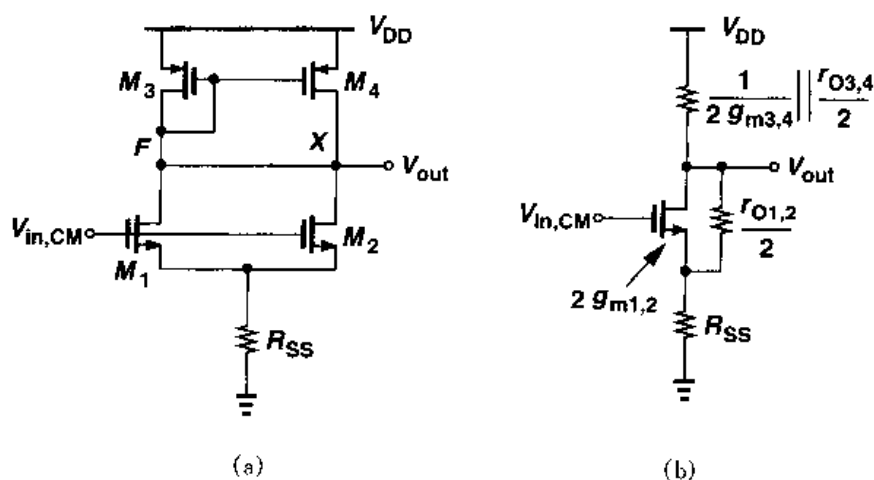 V_DD
M_3
M_4
F
X
V_out
V_in,CM
M_1
M_2
R_SS
(a)
V_DD
1 / 2 g_m3,4 || r_O3,4 / 2
V_out
V_in,CM
r_O1,2 / 2
2 g_m1,2
R_SS
(b)